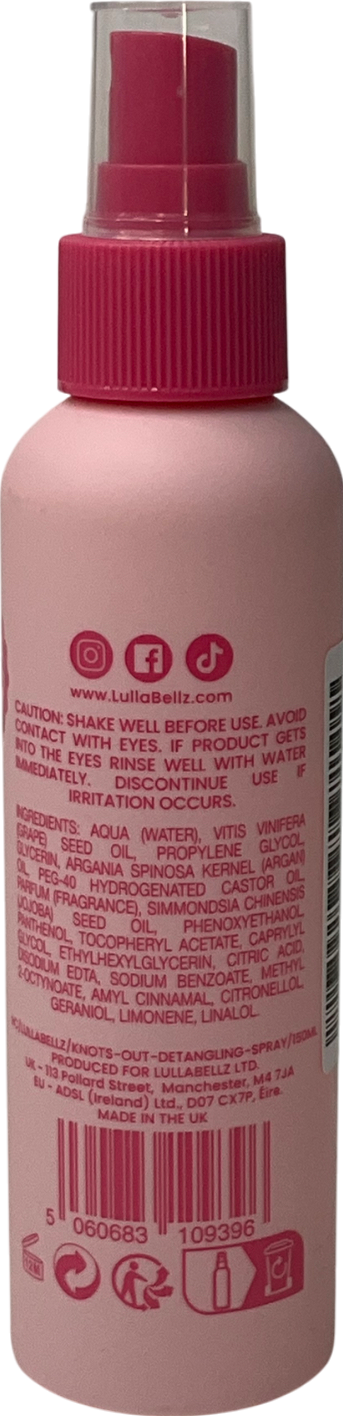 www.LullaBellz.com
CAUTION: SHAKE WELL BEFORE USE. AVOID
CONTACT WITH EYES. IF PRODUCT GETS
INTO THE EYES RINSE WELL WITH WATER
IMMEDIATELY. DISCONTINUE USE IF
IRRITATION OCCURS.
INGREDIENTS: AQUA (WATER), VITIS VINIFERA
(GRAPE) SEED OIL, PROPYLENE GLYCOL,
GLYCERIN, ARGANIA SPINOSA KERNEL (ARGAN)
OIL, PEG-40 HYDROGENATED CASTOR OIL,
PARFUM (FRAGRANCE), SIMMONDSIA CHINENSIS
(JOJOBA) SEED OIL, PHENOXYETHANOL,
PANTHENOL, TOCOPHERYL ACETATE, CAPRYLYL
GLYCOL, ETHYLHEXYLGLYCERIN, CITRIC ACID,
DISODIUM EDTA, SODIUM BENZOATE, METHYL
2-OCTYNOATE, AMYL CINNAMAL, CITRONELLOL,
GERANIOL, LIMONENE, LINALOL.
/KNOTS-OUT-DETANGLING-SPRAY/150ML
PRODUCED FOR LULLABELLZ LTD.
UK - 113 Pollard Street, Manchester, M4 7JA
EU - ADSL (Ireland) Ltd., D07 CX7P, Éire.
MADE IN THE UK
5 060683 109396
12M